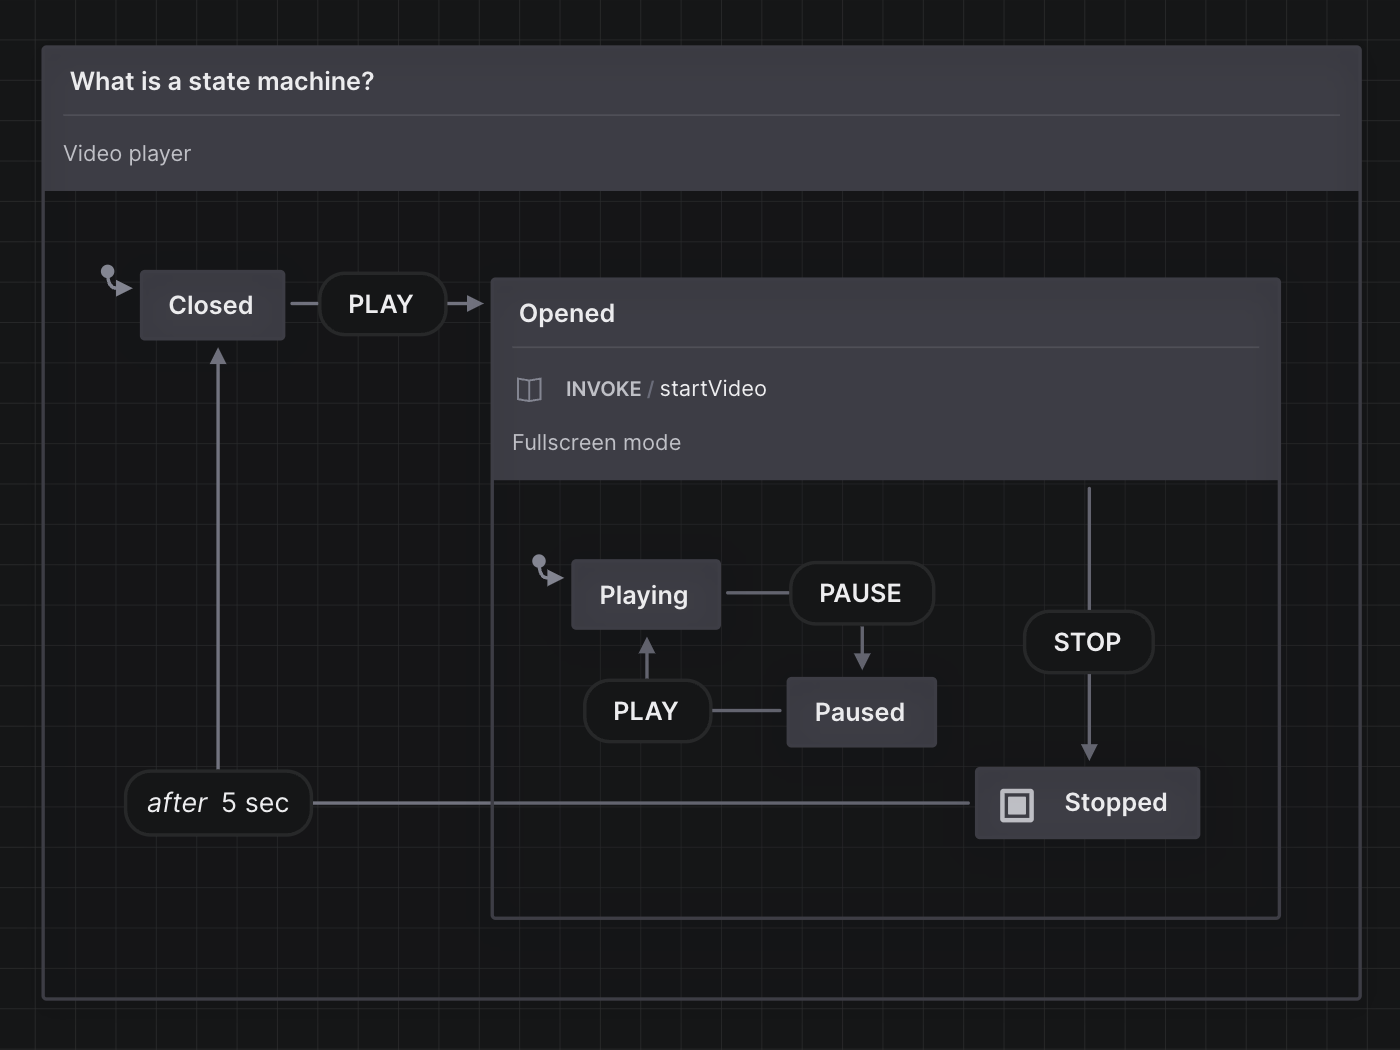 What is a state machine?
Video player
Closed
PLAY
Opened
INVOKE / startVideo
Fullscreen mode
Playing
PAUSE
STOP
PLAY
Paused
after 5 sec
Stopped